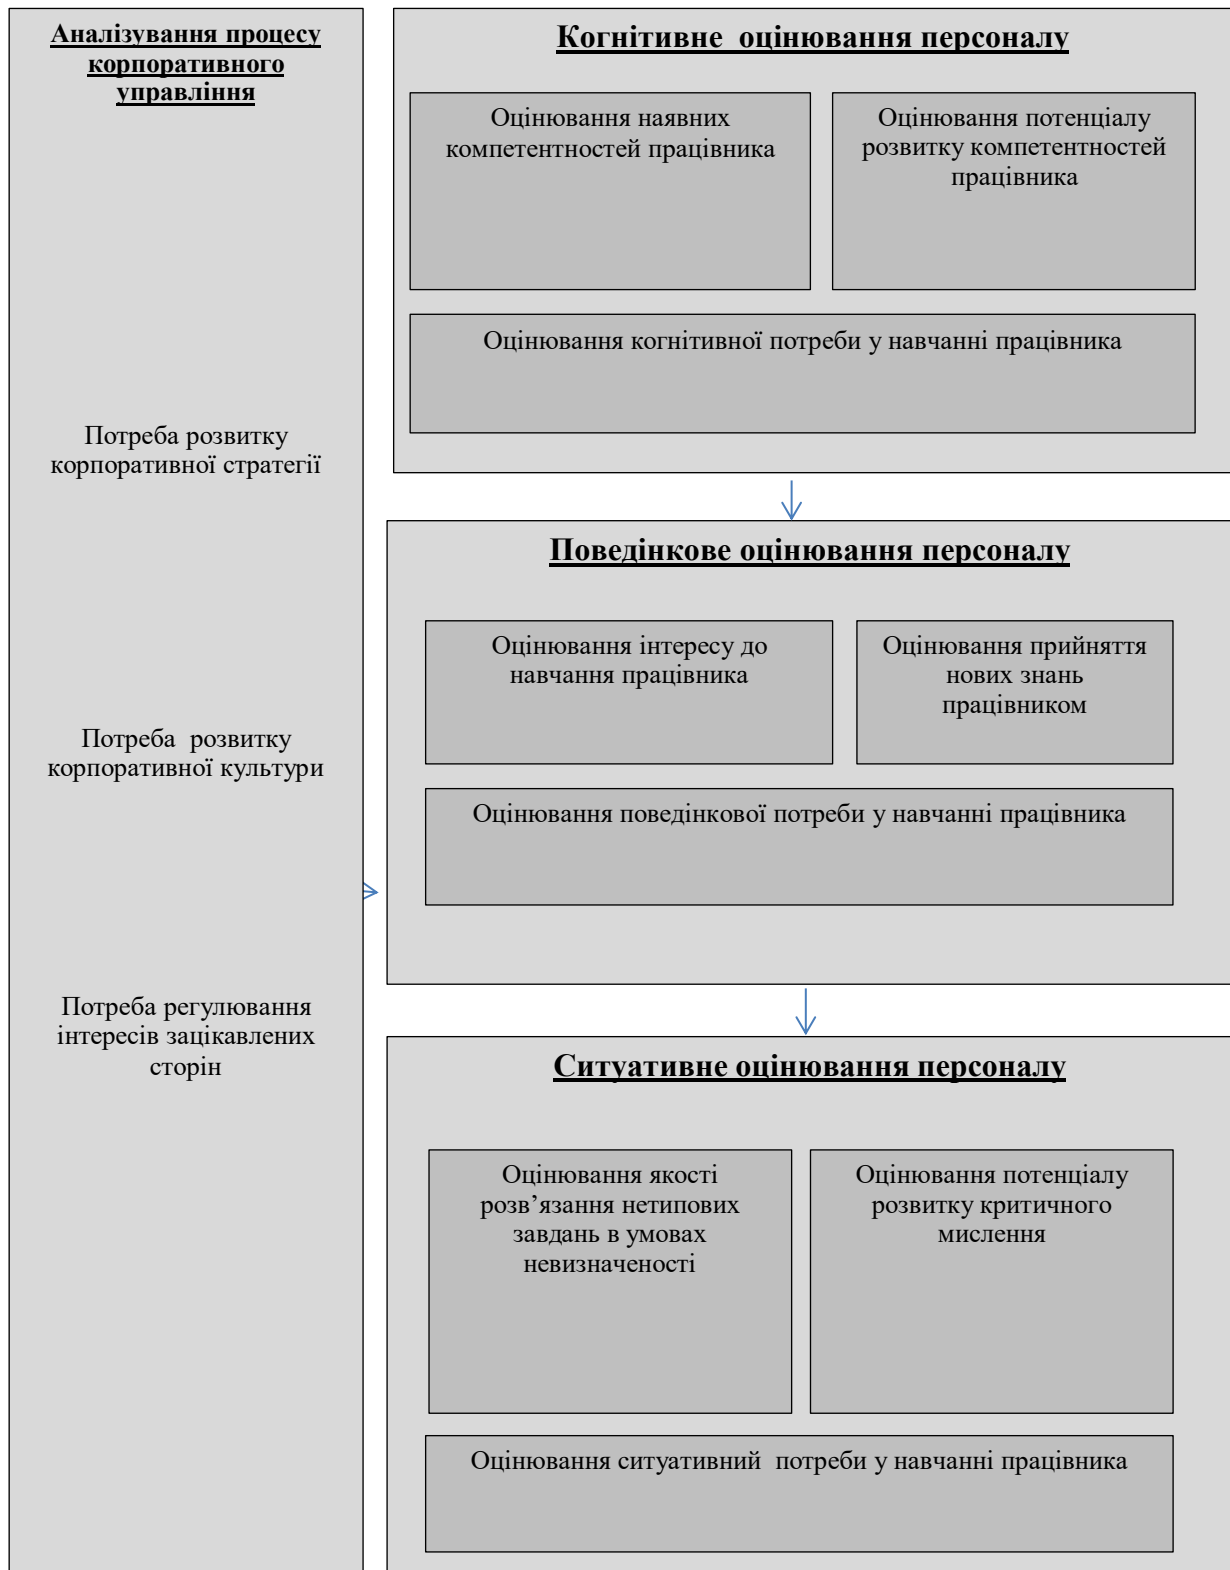 Аналізування процесу
корпоративного
управління
Потреба розвитку
корпоративної стратегії
Потреба  розвитку
корпоративної культури
Потреба регулювання
інтересів зацікавлених
сторін
Когнітивне  оцінювання персоналу
Оцінювання наявних
компетентностей працівника
Оцінювання потенціалу
розвитку компетентностей
працівника
Оцінювання когнітивної потреби у навчанні працівника
Поведінкове оцінювання персоналу
Оцінювання інтересу до
навчання працівника
Оцінювання прийняття
нових знань
працівником
Оцінювання поведінкової потреби у навчанні працівника
Ситуативне оцінювання персоналу
Оцінювання якості
розв’язання нетипових
завдань в умовах
невизначеності
Оцінювання потенціалу
розвитку критичного
мислення
Оцінювання ситуативний  потреби у навчанні працівника